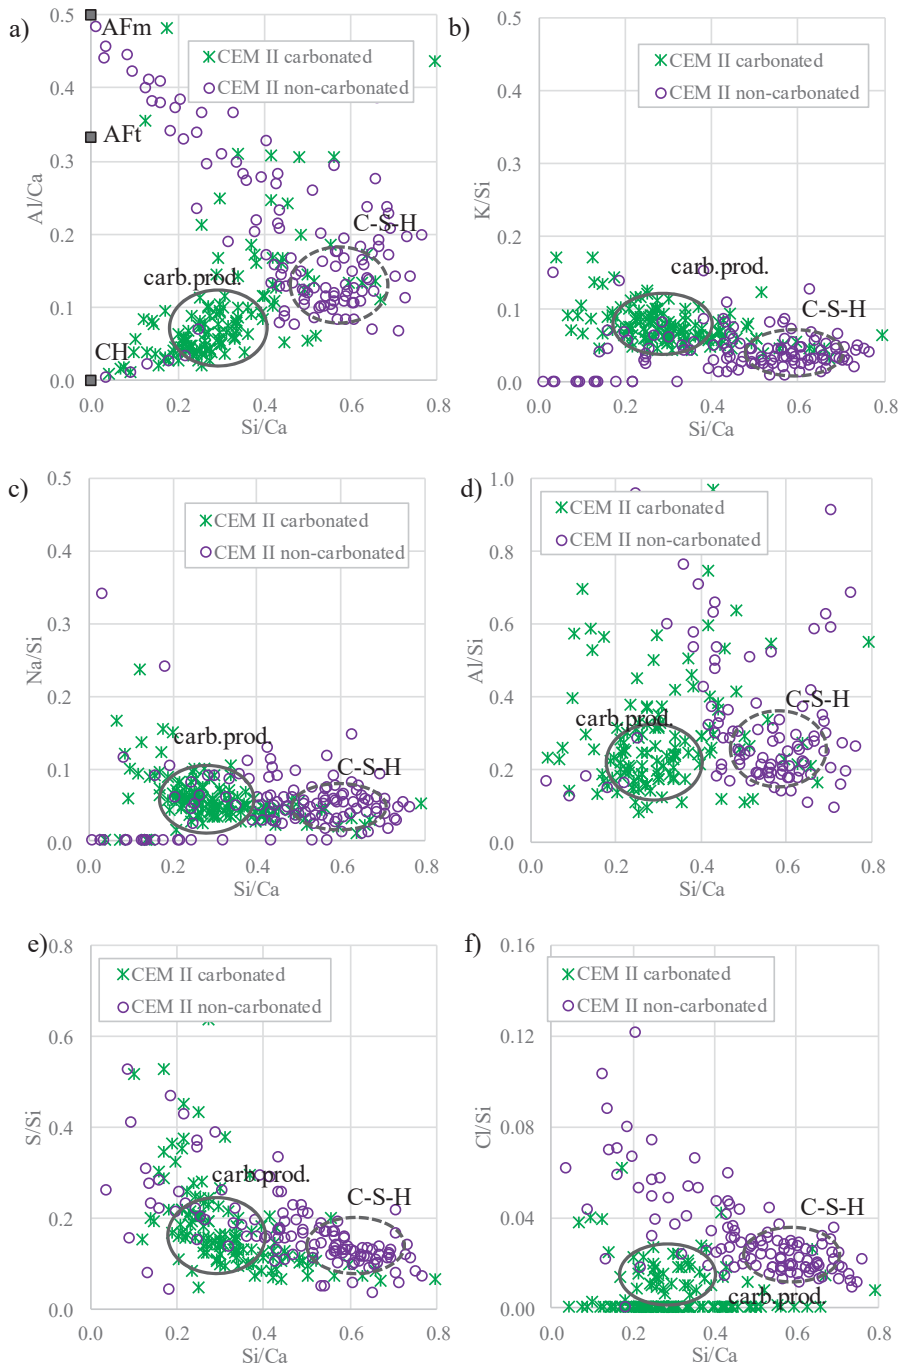 a)
0.5
AFm
CEM II carbonated
CEM II non-carbonated
0.4
AFt
0.3
Al/Ca
C-S-H
0.2
carb.prod.
0.1
CH
0.0
0.0 0.2 0.4 0.6 0.8
Si/Ca
b)
0.5
CEM II carbonated
CEM II non-carbonated
0.4
0.3
K/Si
0.2
carb.prod.
C-S-H
0.1
0.0
0.0 0.2 0.4 0.6 0.8
Si/Ca
c)
0.5
CEM II carbonated
CEM II non-carbonated
0.4
0.3
Na/Si
0.2
carb.prod.
C-S-H
0.1
0.0
0.0 0.2 0.4 0.6 0.8
Si/Ca
d)
1.0
CEM II carbonated
CEM II non-carbonated
0.8
0.6
Al/Si
0.4
C-S-H
carb.prod.
0.2
0.0
0.0 0.2 0.4 0.6 0.8
Si/Ca
e)
0.8
CEM II carbonated
CEM II non-carbonated
0.6
0.4
S/Si
carb.prod.
C-S-H
0.2
0.0
0.0 0.2 0.4 0.6 0.8
Si/Ca
f)
0.16
CEM II carbonated
CEM II non-carbonated
0.12
0.08
Cl/Si
C-S-H
0.04
carb.prod.
0.00
0.0 0.2 0.4 0.6 0.8
Si/Ca